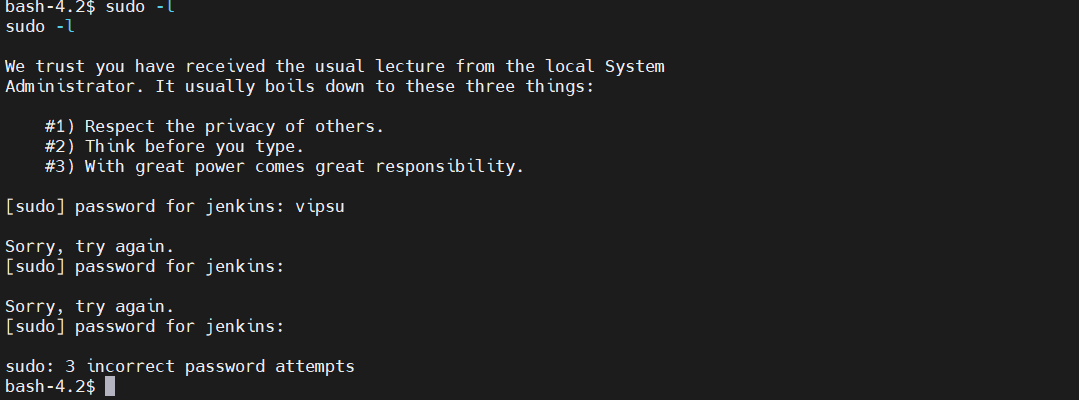 bash-4.2$ sudo -l
sudo -l
We trust you have received the usual lecture from the local System
Administrator. It usually boils down to these three things:
#1) Respect the privacy of others.
#2) Think before you type.
#3) With great power comes great responsibility.
[sudo] password for jenkins: vipsu
Sorry, try again.
[sudo] password for jenkins:
Sorry, try again.
[sudo] password for jenkins:
sudo: 3 incorrect password attempts
bash-4.2$